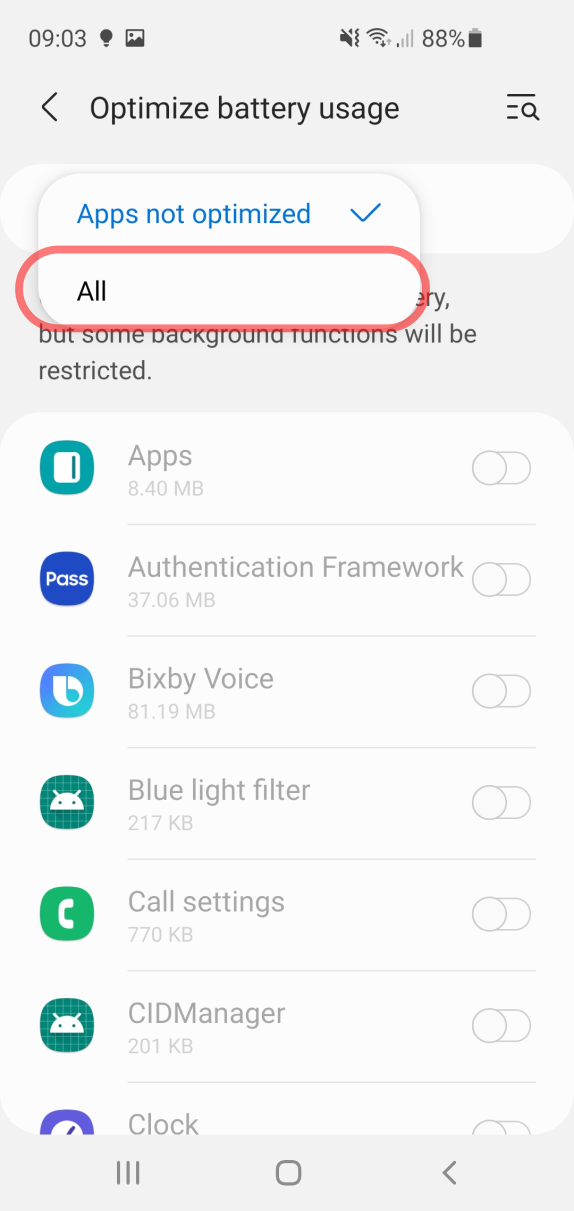 09:03
88%
Optimize battery usage
Apps not optimized
All
ery,
but some background functions will be
restricted.
Apps
8.40 MB
Pass
Authentication Framework
37.06 MB
Bixby Voice
81.19 MB
Blue light filter
217 KB
Call settings
770 KB
CIDManager
201 KB
Clock